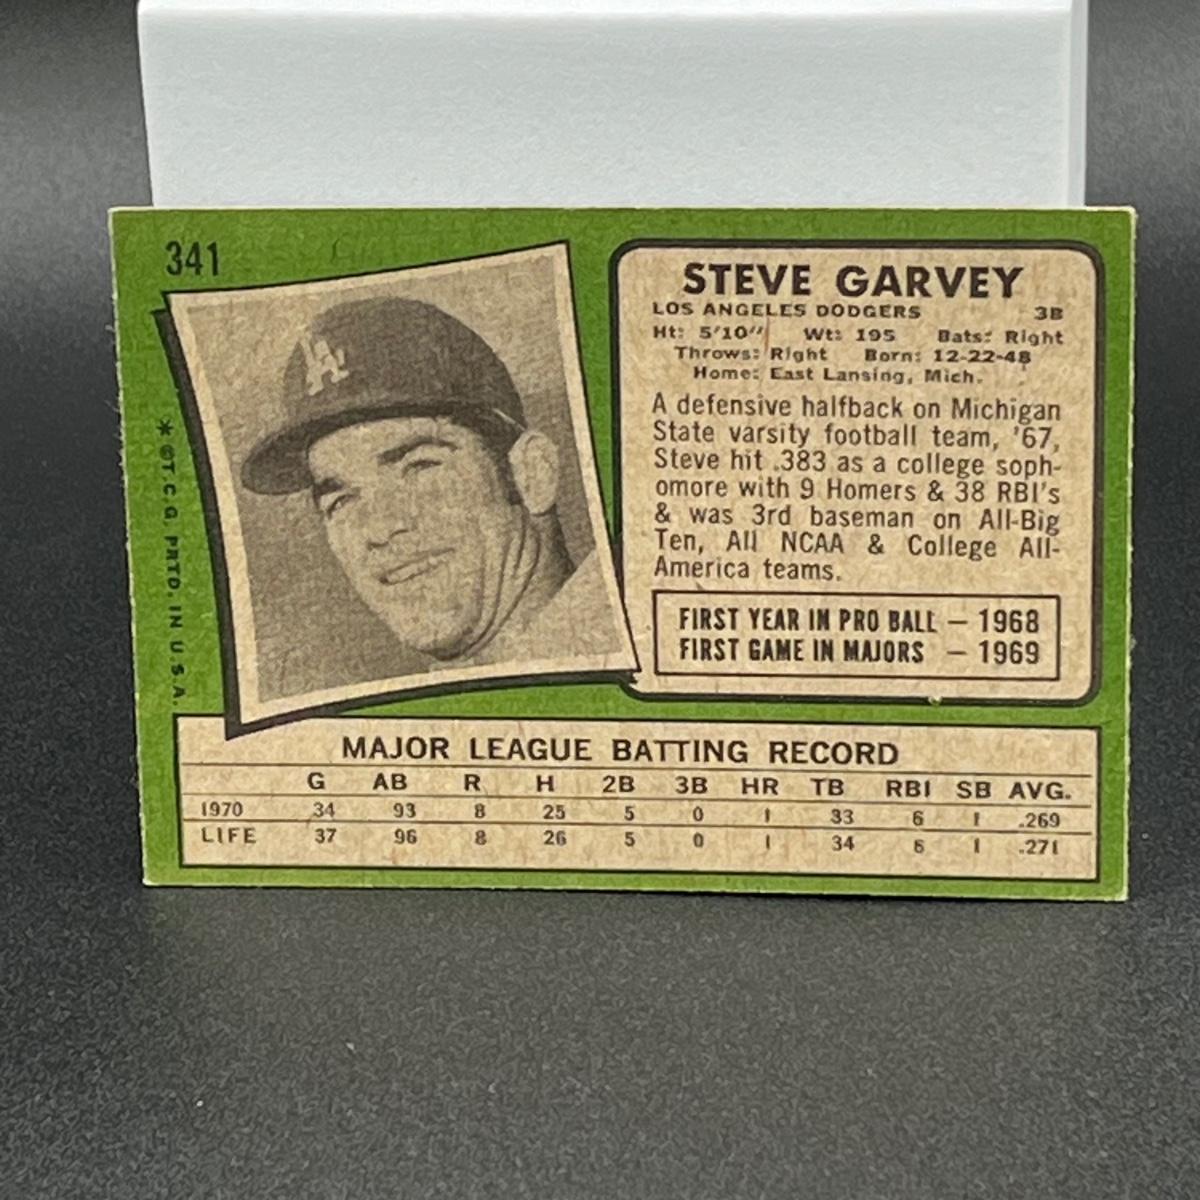 341
LA
* ©T.C.G. PRTD. IN U.S.A.
STEVE GARVEY
LOS ANGELES DODGERS 3B
Ht: 5'10" Wt: 195 Bats: Right
Throws: Right Born: 12-22-48
Home: East Lansing, Mich.
A defensive halfback on Michigan
State varsity football team, '67,
Steve hit .383 as a college soph-
omore with 9 Homers & 38 RBI's
& was 3rd baseman on All-Big
Ten, All NCAA & College All-
America teams.
FIRST YEAR IN PRO BALL — 1968
FIRST GAME IN MAJORS — 1969
MAJOR LEAGUE BATTING RECORD
G AB R H 2B 3B HR TB RBI SB AVG.
1970 34 93 8 25 5 0 1 33 6 1 .269
LIFE 37 96 8 26 5 0 1 34 6 1 .271